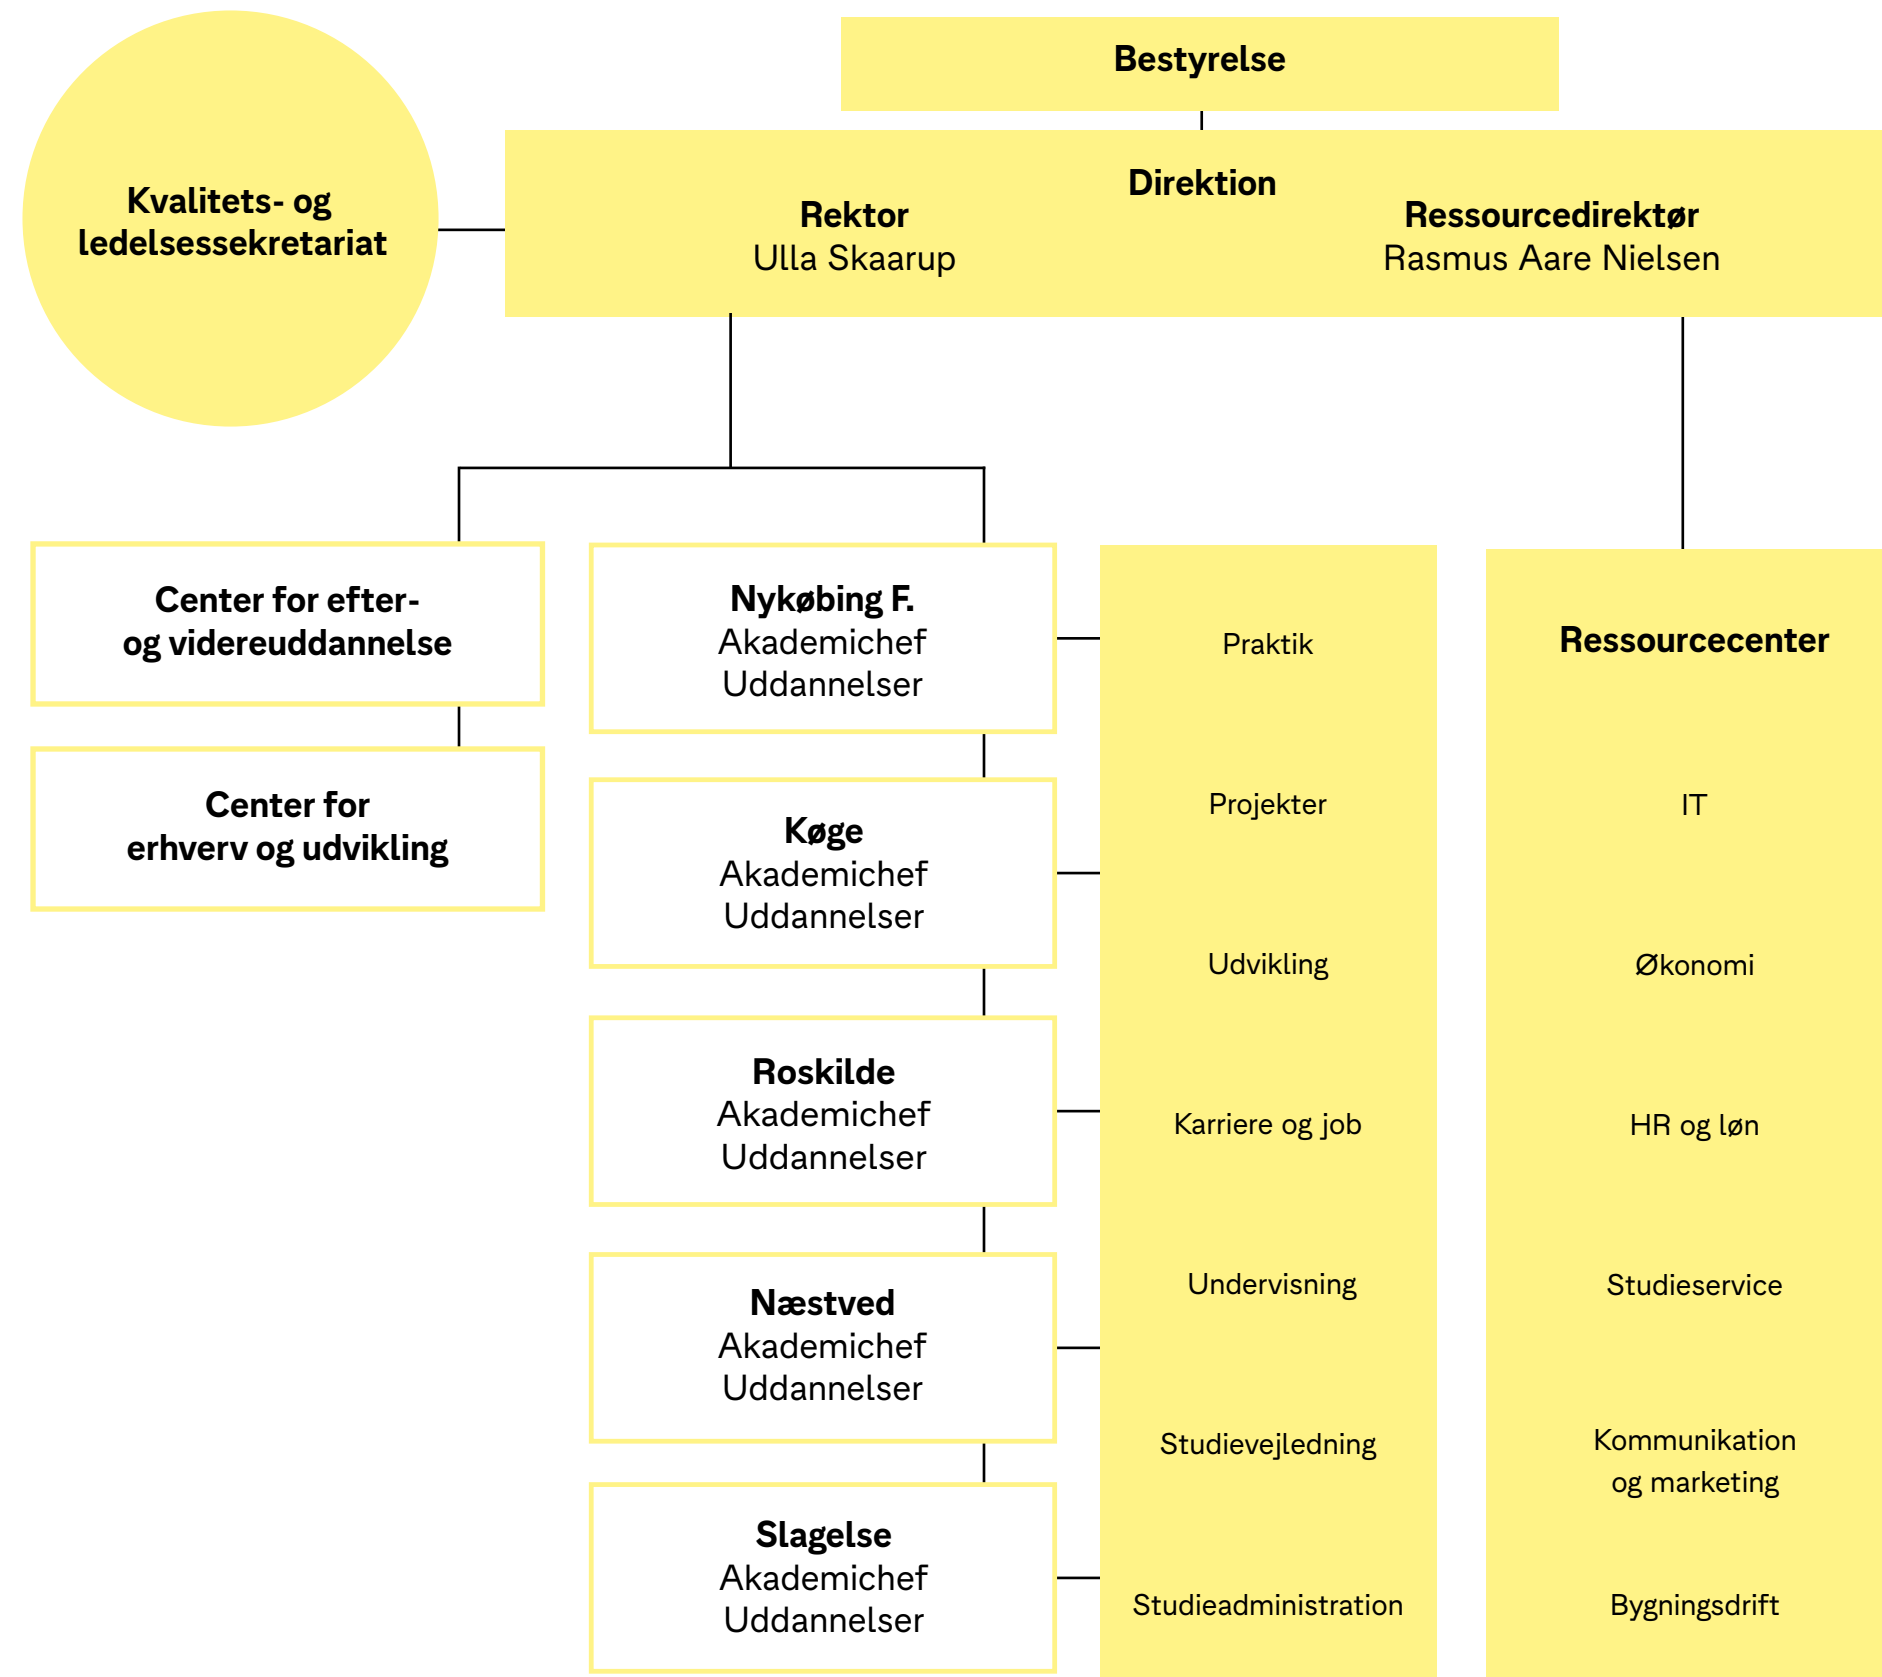 Bestyrelse
Kvalitets- og
ledelsessekretariat
Direktion
Rektor
Ulla Skaarup
Ressourcedirektør
Rasmus Aare Nielsen
Center for efter-
og videreuddannelse
Center for
erhverv og udvikling
Nykøbing F.
Akademichef
Uddannelser
Køge
Akademichef
Uddannelser
Roskilde
Akademichef
Uddannelser
Næstved
Akademichef
Uddannelser
Slagelse
Akademichef
Uddannelser
Praktik
Projekter
Udvikling
Karriere og job
Undervisning
Studievejledning
Studieadministration
Ressourcecenter
IT
Økonomi
HR og løn
Studieservice
Kommunikation
og marketing
Bygningsdrift